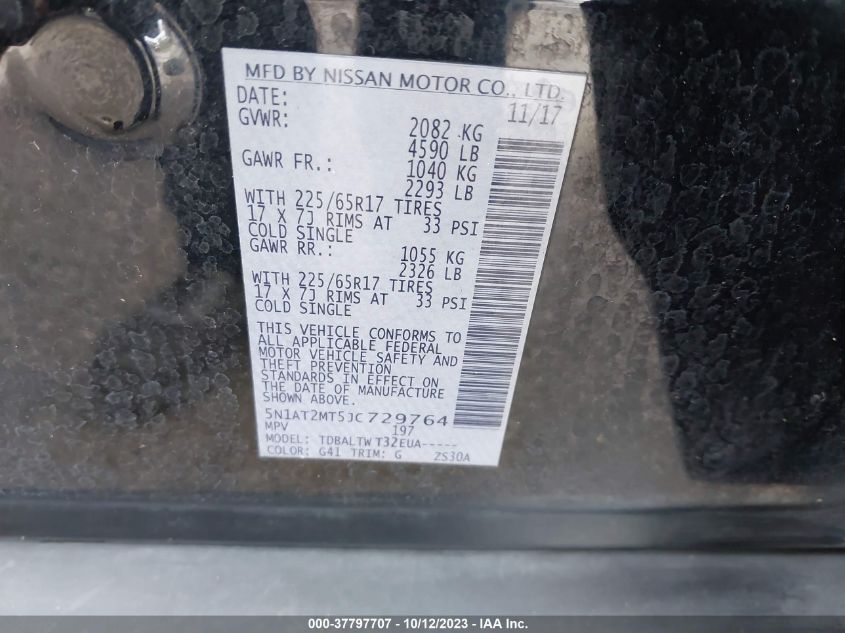 MFD BY NISSAN MOTOR CO., LTD.
DATE: 11/17
GVWR: 2082 KG
4590 LB
GAWR FR.: 1040 KG
2293 LB
WITH 225/65R17 TIRES
17 X 7J RIMS AT 33 PSI
COLD SINGLE
GAWR RR.: 1055 KG
2326 LB
WITH 225/65R17 TIRES
17 X 7J RIMS AT 33 PSI
COLD SINGLE
THIS VEHICLE CONFORMS TO
ALL APPLICABLE FEDERAL
MOTOR VEHICLE SAFETY AND
THEFT PREVENTION
STANDARDS IN EFFECT ON
THE DATE OF MANUFACTURE
SHOWN ABOVE.
5N1AT2MT5JC729764
MPV 197
MODEL: TDBALTW T32EUA-----
COLOR: G41 TRIM: G ZS30A
000-37797707 - 10/12/2023 - IAA Inc.